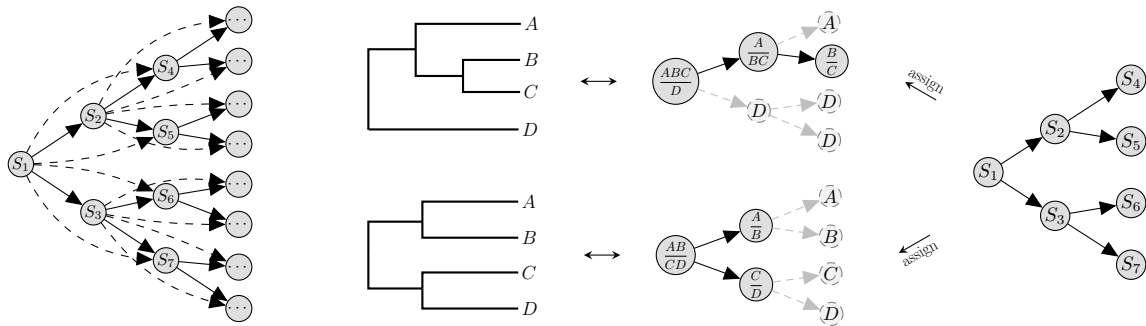 S₁
S₂
S₃
S₄
S₅
S₆
S₇
...
...
...
...
...
...
...
...
A
B
C
D
ABC
D
A
BC
D
A
B
C
D
D
assign
A
B
C
D
AB
CD
A
B
C
D
A
B
C
D
assign
S₁
S₂
S₃
S₄
S₅
S₆
S₇